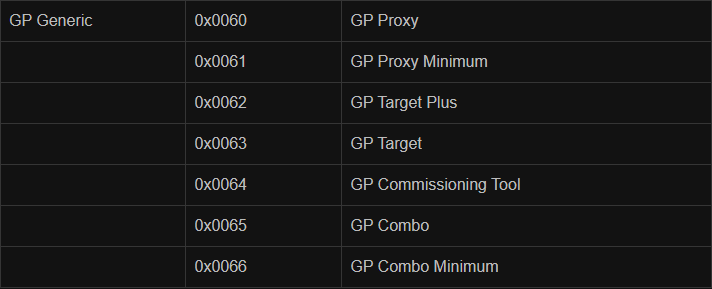 GP Generic 0x0060 GP Proxy
0x0061 GP Proxy Minimum
0x0062 GP Target Plus
0x0063 GP Target
0x0064 GP Commissioning Tool
0x0065 GP Combo
0x0066 GP Combo Minimum